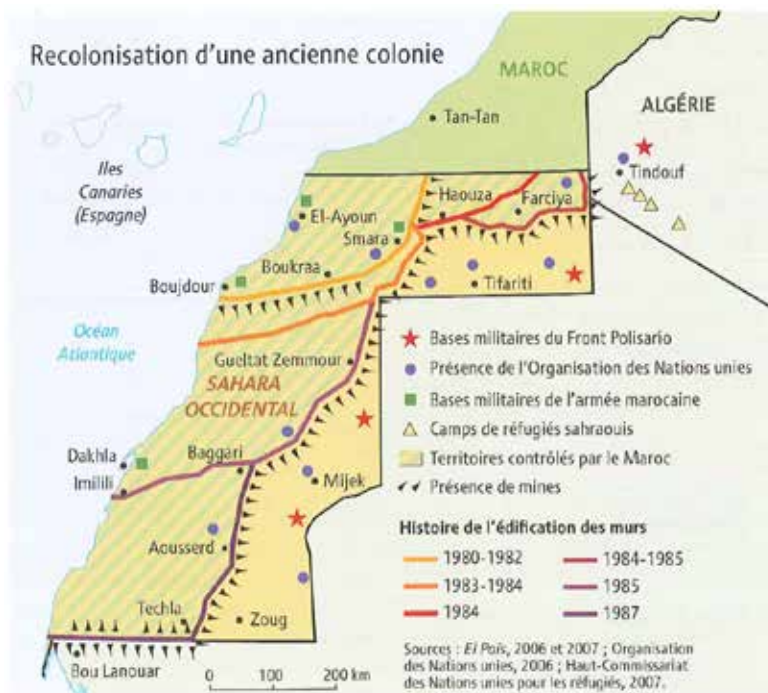 Recolonisation d'une ancienne colonie
MAROC
ALGÉRIE
Tan-Tan
Iles
Canaries
(Espagne)
Tindouf
El-Ayoun
Haouza
Farciya
Smara
Boukraa
Boujdour
Tifariti
Océan
Atlantique
Gueltat Zemmour
SAHARA
OCCIDENTAL
Dakhla
Imilili
Baggari
Mijek
Aousserd
Techla
Zoug
Bou Lanouar
0 100 200 km
Bases militaires du Front Polisario
Présence de l'Organisation des Nations unies
Bases militaires de l'armée marocaine
Camps de réfugiés sahraouis
Territoires contrôlés par le Maroc
Présence de mines
Histoire de l'édification des murs
1980-1982
1983-1984
1984
1984-1985
1985
1987
Sources : El Païs, 2006 et 2007 ; Organisation
des Nations unies, 2006 ; Haut-Commissariat
des Nations unies pour les réfugiés, 2007.